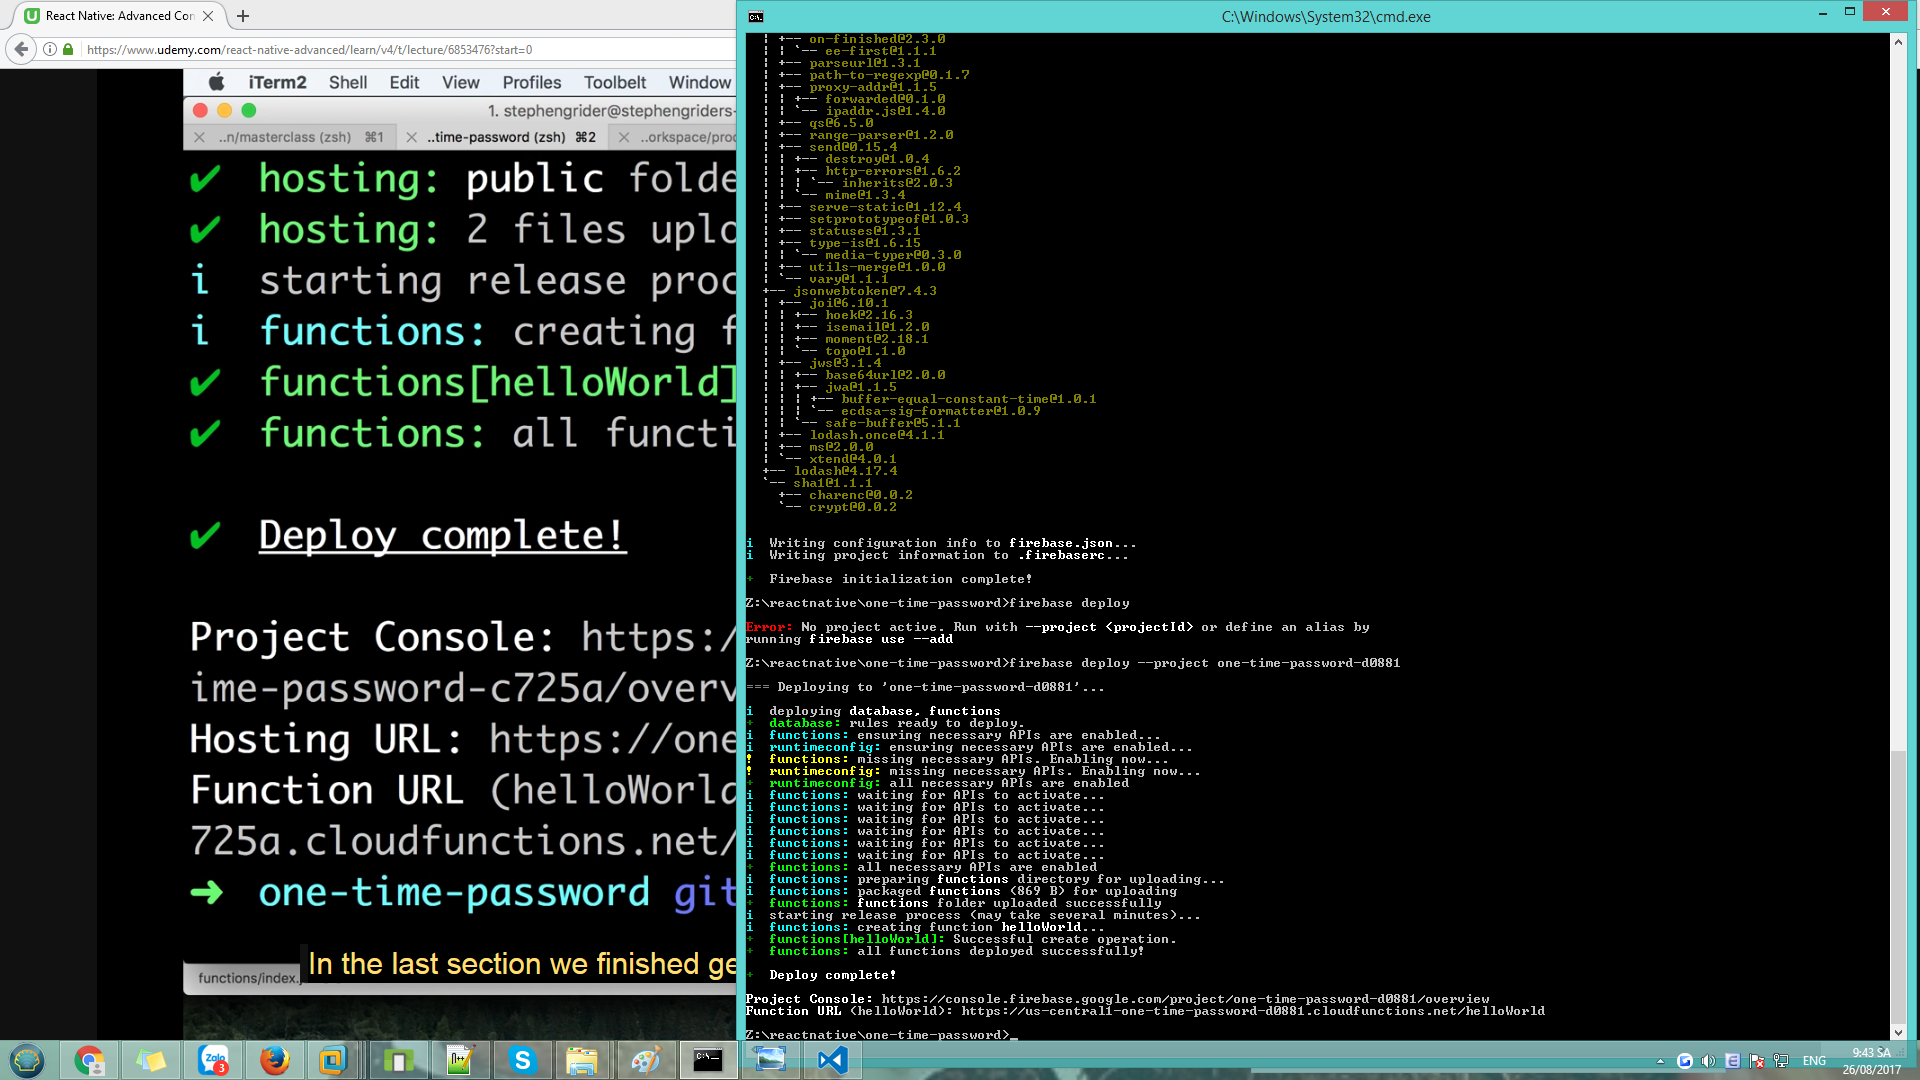 React Native: Advanced Con
https://www.udemy.com/react-native-advanced/learn/v4/t/lecture/6853476?start=0
iTerm2 Shell Edit View Profiles Toolbelt Window
1. stephengrider@stephengriders-
..n/masterclass (zsh) ⌘1 ..time-password (zsh) ⌘2 ..orkspace/proc
✔ hosting: public folde
✔ hosting: 2 files uplo
i starting release proc
i functions: creating f
✔ functions[helloWorld]
✔ functions: all functi
✔ Deploy complete!
Project Console: https:/
ime-password-c725a/overv
Hosting URL: https://one
Function URL (helloWorld
725a.cloudfunctions.net/
➜ one-time-password git
In the last section we finished ge
functions/index.j
C:\Windows\System32\cmd.exe
+-- on-finished@2.3.0
`-- ee-first@1.1.1
+-- parseurl@1.3.1
+-- path-to-regexp@0.1.7
+-- proxy-addr@1.1.5
+-- forwarded@0.1.0
`-- ipaddr.js@1.4.0
+-- qs@6.5.0
+-- range-parser@1.2.0
+-- send@0.15.4
+-- destroy@1.0.4
+-- http-errors@1.6.2
`-- inherits@2.0.3
`-- mime@1.3.4
+-- serve-static@1.12.4
+-- setprototypeof@1.0.3
+-- statuses@1.3.1
+-- type-is@1.6.15
`-- media-typer@0.3.0
+-- utils-merge@1.0.0
`-- vary@1.1.1
+-- jsonwebtoken@7.4.3
+-- joi@6.10.1
+-- hoek@2.16.3
+-- isemail@1.2.0
+-- moment@2.18.1
`-- topo@1.1.0
+-- jws@3.1.4
+-- base64url@2.0.0
+-- jwa@1.1.5
+-- buffer-equal-constant-time@1.0.1
`-- ecdsa-sig-formatter@1.0.9
`-- safe-buffer@5.1.1
+-- lodash.once@4.1.1
+-- ms@2.0.0
`-- xtend@4.0.1
+-- lodash@4.17.4
`-- sha1@1.1.1
+-- charenc@0.0.2
`-- crypt@0.0.2
i Writing configuration info to firebase.json...
i Writing project information to .firebaserc...
+ Firebase initialization complete!
Z:\reactnative\one-time-password>firebase deploy
Error: No project active. Run with --project <projectId> or define an alias by
running firebase use --add
Z:\reactnative\one-time-password>firebase deploy --project one-time-password-d0881
=== Deploying to 'one-time-password-d0881'...
i deploying database, functions
+ database: rules ready to deploy.
i functions: ensuring necessary APIs are enabled...
i runtimeconfig: ensuring necessary APIs are enabled...
! functions: missing necessary APIs. Enabling now...
! runtimeconfig: missing necessary APIs. Enabling now...
+ runtimeconfig: all necessary APIs are enabled
i functions: waiting for APIs to activate...
i functions: waiting for APIs to activate...
i functions: waiting for APIs to activate...
i functions: waiting for APIs to activate...
i functions: waiting for APIs to activate...
i functions: waiting for APIs to activate...
+ functions: all necessary APIs are enabled
i functions: preparing functions directory for uploading...
i functions: packaged functions (869 B) for uploading
+ functions: functions folder uploaded successfully
i starting release process (may take several minutes)...
i functions: creating function helloWorld...
+ functions[helloWorld]: Successful create operation.
+ functions: all functions deployed successfully!
+ Deploy complete!
Project Console: https://console.firebase.google.com/project/one-time-password-d0881/overview
Function URL (helloWorld): https://us-central1-one-time-password-d0881.cloudfunctions.net/helloWorld
Z:\reactnative\one-time-password>_
Zalo 3
ENG
9:43 SA
26/08/2017